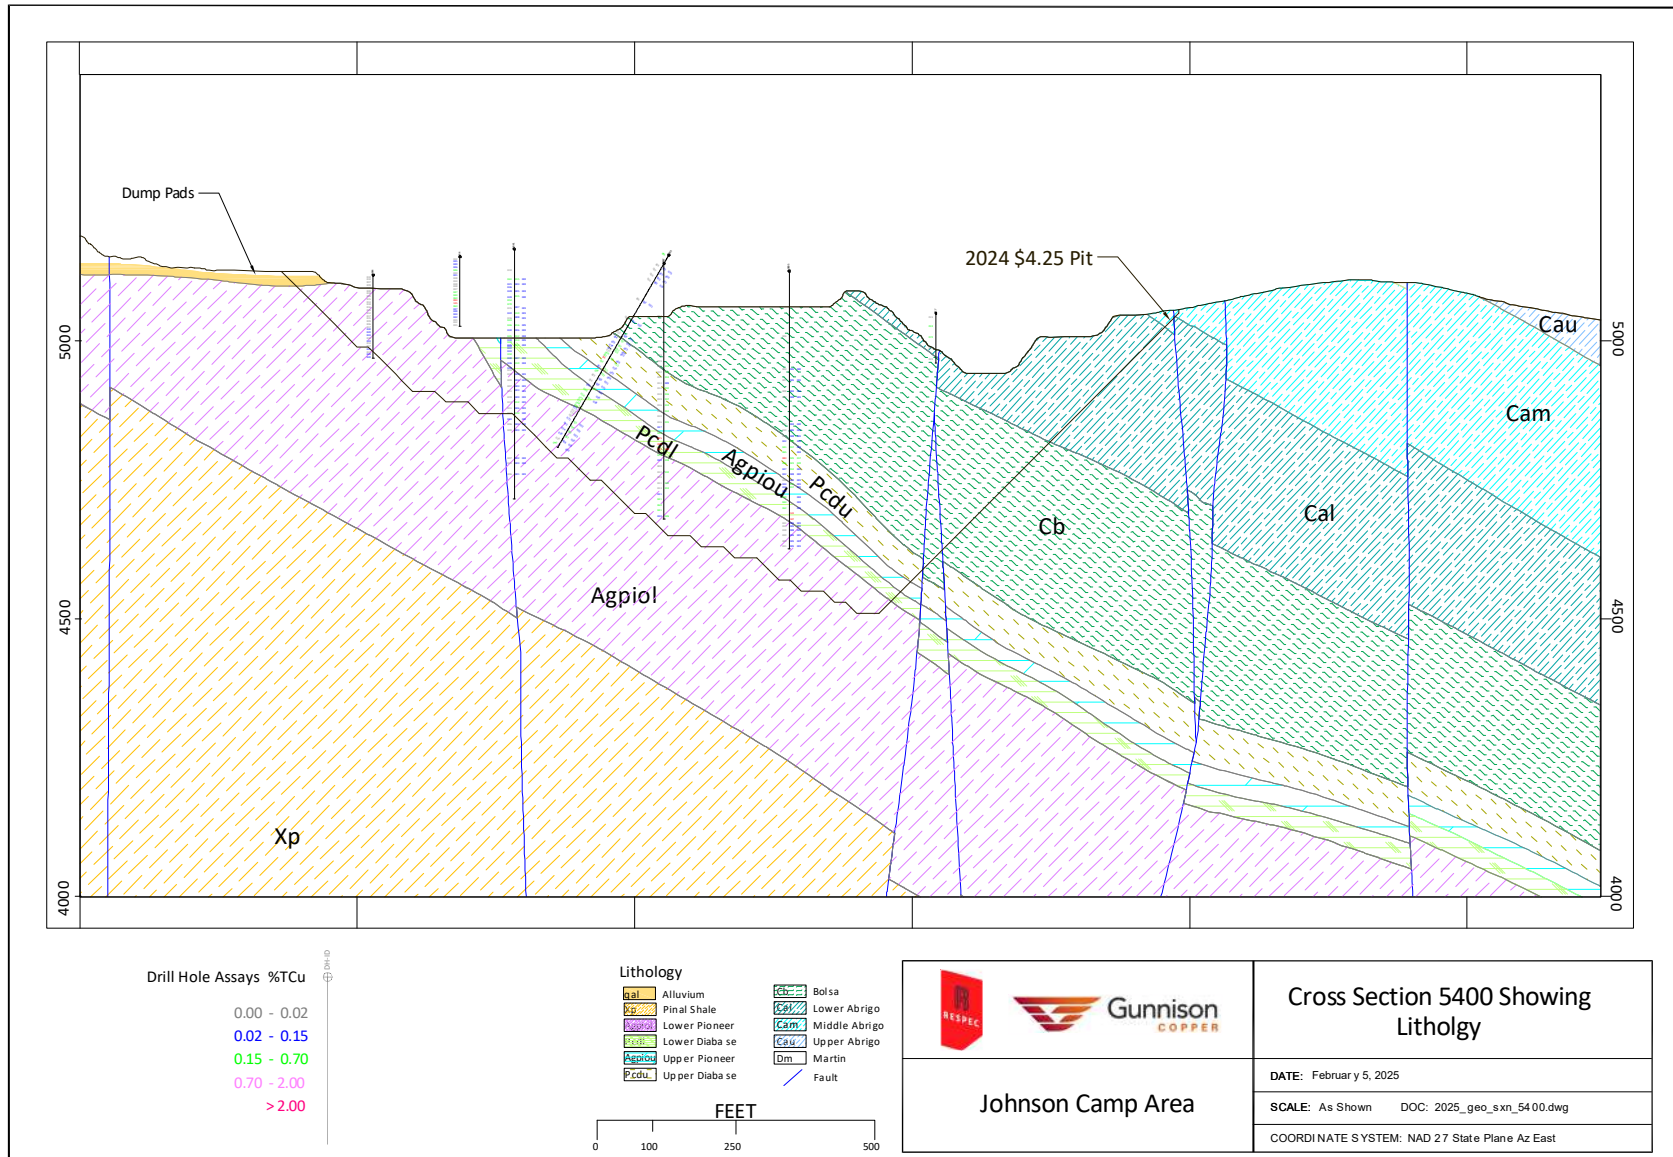 Dump Pads
2024 $4.25 Pit
5000
4500
4000
5000
4500
4000
Cau
Cam
Cal
Cb
Pcdl
Agpiou
Pcdu
Agpiol
Xp
Drill Hole Assays %TCu
DH-ID
0.00 - 0.02
0.02 - 0.15
0.15 - 0.70
0.70 - 2.00
> 2.00
Lithology
qal Alluvium
Xp Pinal Shale
Agpiol Lower Pioneer
Lower Diabase
Agpiou Upper Pioneer
Pcdu Upper Diabase
Cb Bolsa
Cal Lower Abrigo
Cam Middle Abrigo
Cau Upper Abrigo
Dm Martin
Fault
FEET
0 100 250 500
RESPEC
Gunnison
COPPER
Johnson Camp Area
Cross Section 5400 Showing
Litholgy
DATE: February 5, 2025
SCALE: As Shown DOC: 2025_geo_sxn_5400.dwg
COORDINATE SYSTEM: NAD 27 State Plane Az East